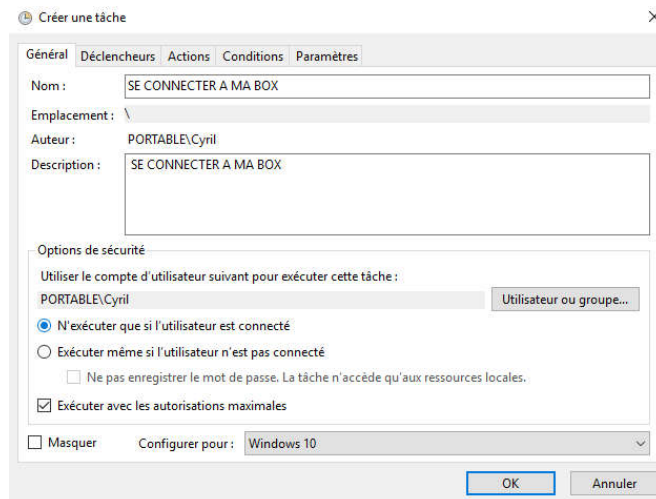 Créer une tâche
Général Déclencheurs Actions Conditions Paramètres
Nom : SE CONNECTER A MA BOX
Emplacement : \
Auteur : PORTABLE\Cyril
Description : SE CONNECTER A MA BOX
Options de sécurité
Utiliser le compte d'utilisateur suivant pour exécuter cette tâche :
PORTABLE\Cyril Utilisateur ou groupe...
N'exécuter que si l'utilisateur est connecté
Exécuter même si l'utilisateur n'est pas connecté
Ne pas enregistrer le mot de passe. La tâche n'accède qu'aux ressources locales.
Exécuter avec les autorisations maximales
Masquer Configurer pour : Windows 10
OK Annuler